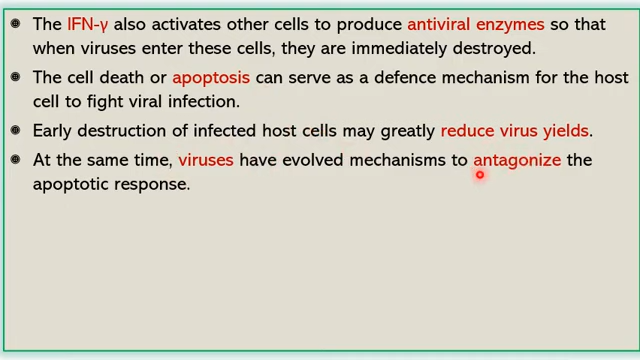 The IFN-γ also activates other cells to produce antiviral enzymes so that
when viruses enter these cells, they are immediately destroyed.
The cell death or apoptosis can serve as a defence mechanism for the host
cell to fight viral infection.
Early destruction of infected host cells may greatly reduce virus yields.
At the same time, viruses have evolved mechanisms to antagonize the
apoptotic response.